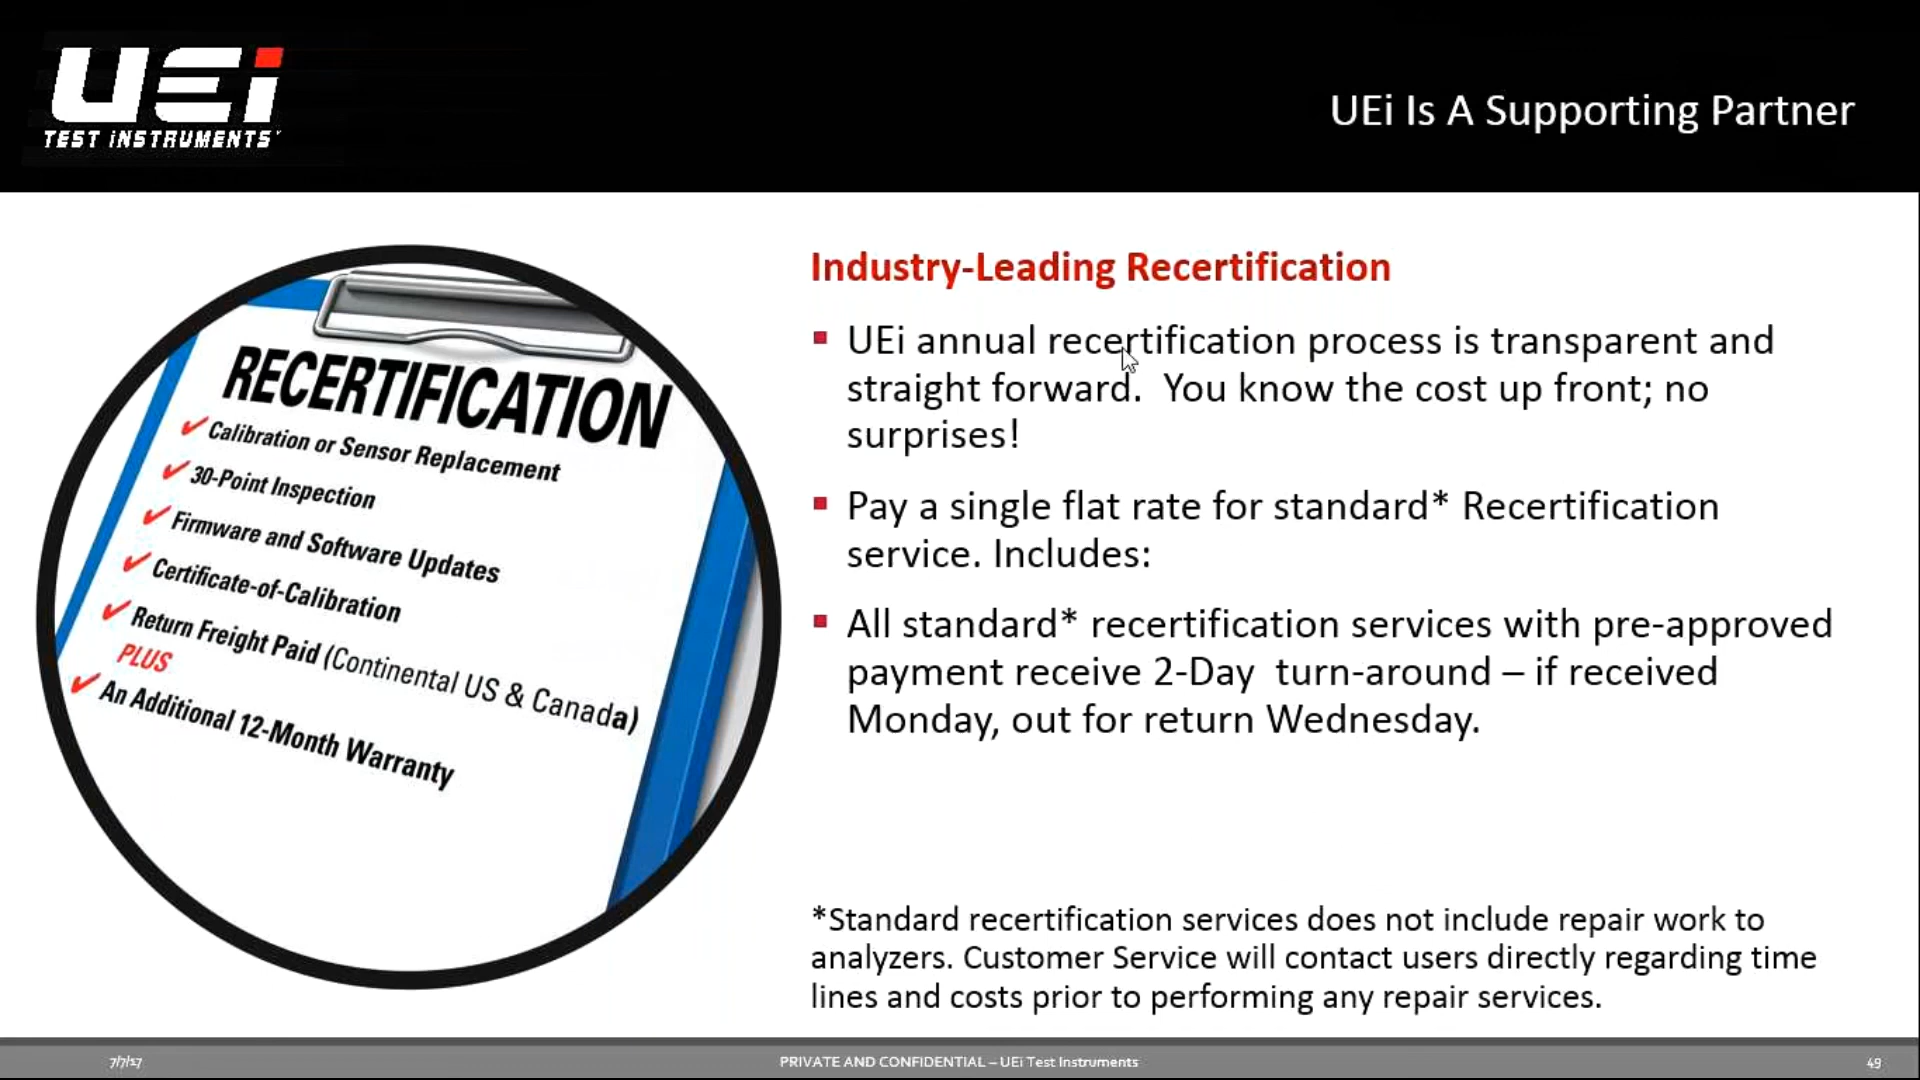 UEi
TEST iNSTRUMENTS
UEi Is A Supporting Partner
RECERTIFICATION
Calibration or Sensor Replacement
30-Point Inspection
Firmware and Software Updates
Certificate-of-Calibration
Return Freight Paid (Continental US & Canada)
PLUS
An Additional 12-Month Warranty
Industry-Leading Recertification
UEi annual recertification process is transparent and
straight forward.  You know the cost up front; no
surprises!
Pay a single flat rate for standard* Recertification
service. Includes:
All standard* recertification services with pre-approved
payment receive 2-Day  turn-around – if received
Monday, out for return Wednesday.
*Standard recertification services does not include repair work to
analyzers. Customer Service will contact users directly regarding time
lines and costs prior to performing any repair services.
7/7/17
PRIVATE AND CONFIDENTIAL – UEi Test Instruments
49